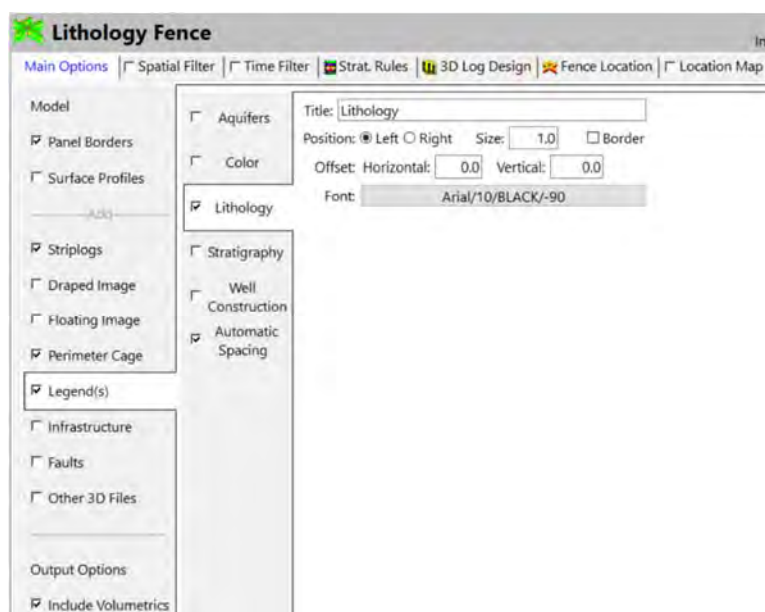 Lithology Fence
In
Main Options Spatial Filter Time Filter Strat. Rules 3D Log Design Fence Location Location Map
Model
Panel Borders
Surface Profiles
Add
Striplogs
Draped Image
Floating Image
Perimeter Cage
Legend(s)
Infrastructure
Faults
Other 3D Files
Output Options
Include Volumetrics
Aquifers
Color
Lithology
Stratigraphy
Well
Construction
Automatic
Spacing
Title: Lithology
Position: Left Right Size: 1.0 Border
Offset: Horizontal: 0.0 Vertical: 0.0
Font: Arial/10/BLACK/-90